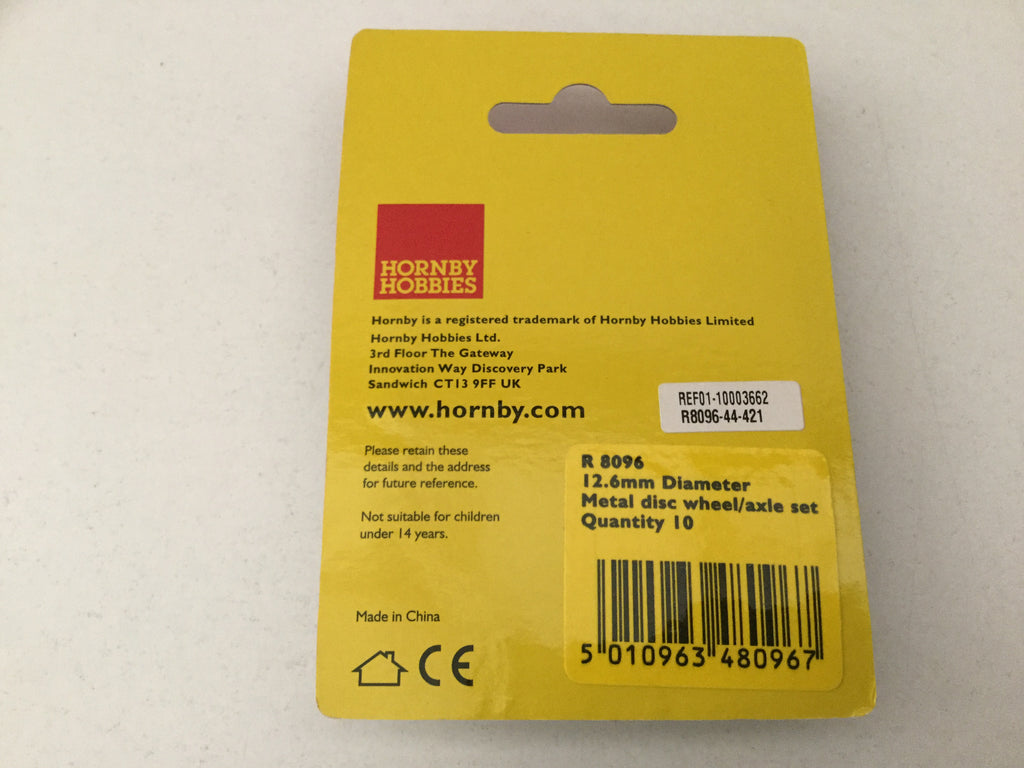 HORNBY
HOBBIES
Hornby is a registered trademark of Hornby Hobbies Limited
Hornby Hobbies Ltd.
3rd Floor The Gateway
Innovation Way Discovery Park
Sandwich CT13 9FF UK
www.hornby.com
REF01-10003662
R8096-44-421
Please retain these
details and the address
for future reference.
Not suitable for children
under 14 years.
R 8096
12.6mm Diameter
Metal disc wheel/axle set
Quantity 10
5 010963 480967
Made in China
CE